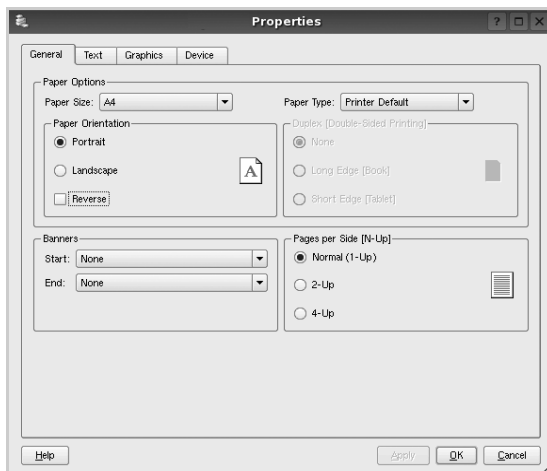 Properties
General Text Graphics Device
Paper Options
Paper Size: A4 Paper Type: Printer Default
Paper Orientation
Portrait
Landscape
Reverse
A
Duplex [Double-Sided Printing]
None
Long Edge [Book]
Short Edge [Tablet]
Banners
Start: None
End: None
Pages per Side [N-Up]
Normal (1-Up)
2-Up
4-Up
Help Apply OK Cancel